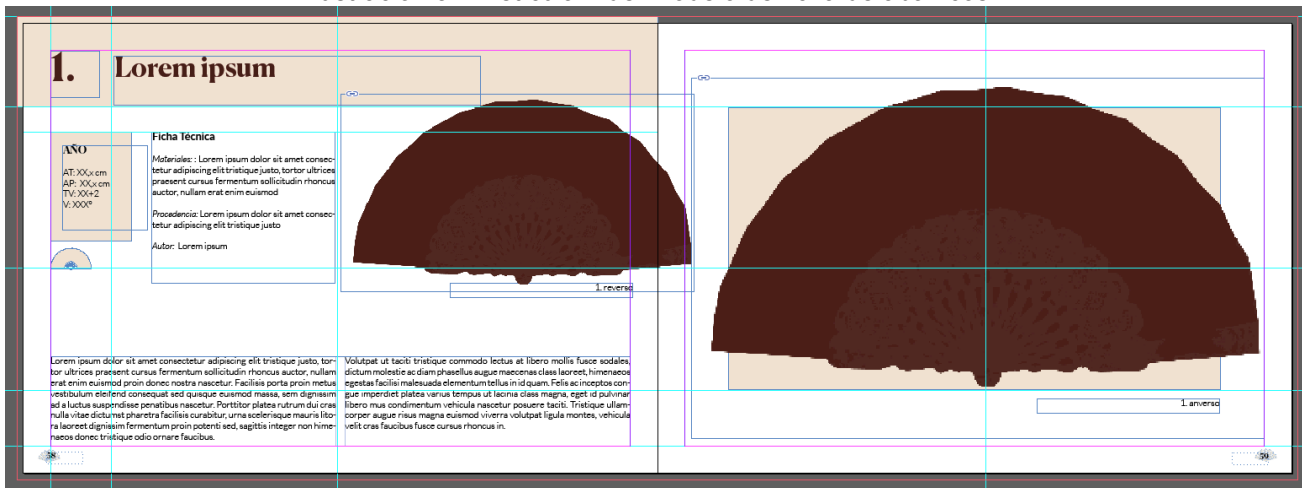 1.
Lorem ipsum
AÑO
AT: XX,x cm
AP: XX,x cm
TV: XX+2
V: XXXº
Ficha Técnica
Materiales: : Lorem ipsum dolor sit amet consec-
tetur adipiscing elit tristique justo, tortor ultrices
praesent cursus fermentum sollicitudin rhoncus
auctor, nullam erat enim euismod
Procedencia: Lorem ipsum dolor sit amet consec-
tetur adipiscing elit tristique justo
Autor: Lorem ipsum
1. reverso
Lorem ipsum dolor sit amet consectetur adipiscing elit tristique justo, tor-
tor ultrices praesent cursus fermentum sollicitudin rhoncus auctor, nullam
erat enim euismod proin donec nostra nascetur. Facilisis porta proin metus
vestibulum eleifend consequat sed quisque euismod massa, sem dignissim
ad a luctus suspendisse penatibus nascetur. Porttitor platea rutrum dui cras
nulla vitae dictumst pharetra facilisis curabitur, urna scelerisque mauris lito-
ra laoreet dignissim fermentum proin potenti sed, sagittis integer non hime-
naeos donec tristique odio ornare faucibus.
Volutpat ut taciti tristique commodo lectus at libero mollis fusce sodales,
dictum molestie ac diam phasellus augue maecenas class laoreet, himenaeos
egestas facilisi malesuada elementum tellus in id quam. Felis ac inceptos con-
gue imperdiet platea varius tempus ut lacinia class magna, eget id pulvinar
libero mus condimentum vehicula nascetur posuere taciti. Tristique ullam-
corper augue risus magna euismod viverra volutpat ligula montes, vehicula
velit cras faucibus fusce cursus rhoncus in.
58
1. anverso
59